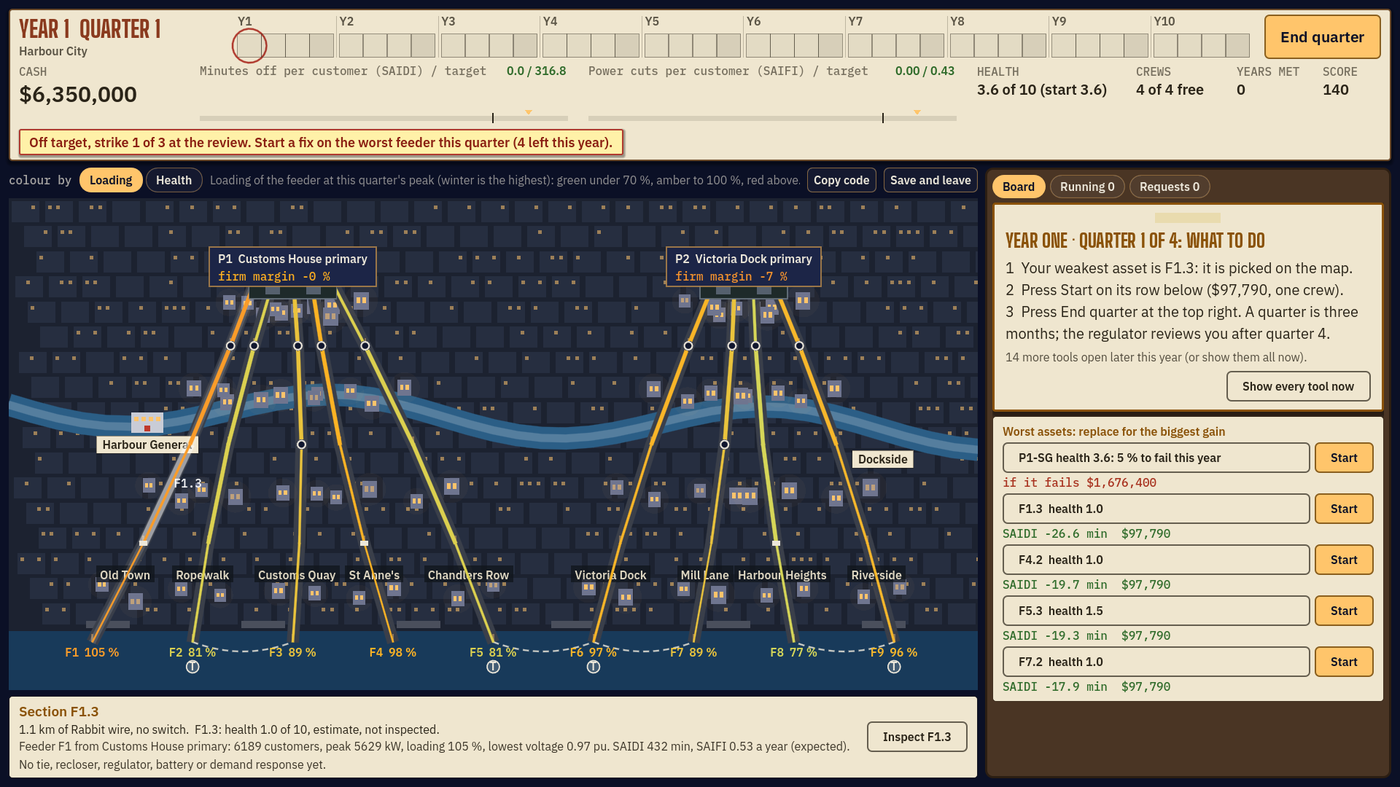 YEAR 1 QUARTER 1
Harbour City
CASH
$6,350,000
Y1 Y2 Y3 Y4 Y5 Y6 Y7 Y8 Y9 Y10
End quarter
Minutes off per customer (SAIDI) / target 0.0 / 316.8
Power cuts per customer (SAIFI) / target 0.00 / 0.43
HEALTH
3.6 of 10 (start 3.6)
CREWS
4 of 4 free
YEARS MET
0
SCORE
140
Off target, strike 1 of 3 at the review. Start a fix on the worst feeder this quarter (4 left this year).
colour by Loading Health Loading of the feeder at this quarter's peak (winter is the highest): green under 70 %, amber to 100 %, red above. Copy code Save and leave
P1 Customs House primary
firm margin -0 %
P2 Victoria Dock primary
firm margin -7 %
Harbour General
Dockside
F1.3
Old Town Ropewalk Customs Quay St Anne's Chandlers Row Victoria Dock Mill Lane Harbour Heights Riverside
F1 105 % F2 81 % F3 89 % F4 98 % F5 81 % F6 97 % F7 89 % F8 77 % F9 96 %
T T T T
Section F1.3
1.1 km of Rabbit wire, no switch. F1.3: health 1.0 of 10, estimate, not inspected.
Feeder F1 from Customs House primary: 6189 customers, peak 5629 kW, loading 105 %, lowest voltage 0.97 pu. SAIDI 432 min, SAIFI 0.53 a year (expected).
No tie, recloser, regulator, battery or demand response yet.
Inspect F1.3
Board Running 0 Requests 0
YEAR ONE · QUARTER 1 OF 4: WHAT TO DO
1 Your weakest asset is F1.3: it is picked on the map.
2 Press Start on its row below ($97,790, one crew).
3 Press End quarter at the top right. A quarter is three
months; the regulator reviews you after quarter 4.
14 more tools open later this year (or show them all now).
Show every tool now
Worst assets: replace for the biggest gain
P1-SG health 3.6: 5 % to fail this year Start
if it fails $1,676,400
F1.3 health 1.0 Start
SAIDI -26.6 min $97,790
F4.2 health 1.0 Start
SAIDI -19.7 min $97,790
F5.3 health 1.5 Start
SAIDI -19.3 min $97,790
F7.2 health 1.0 Start
SAIDI -17.9 min $97,790